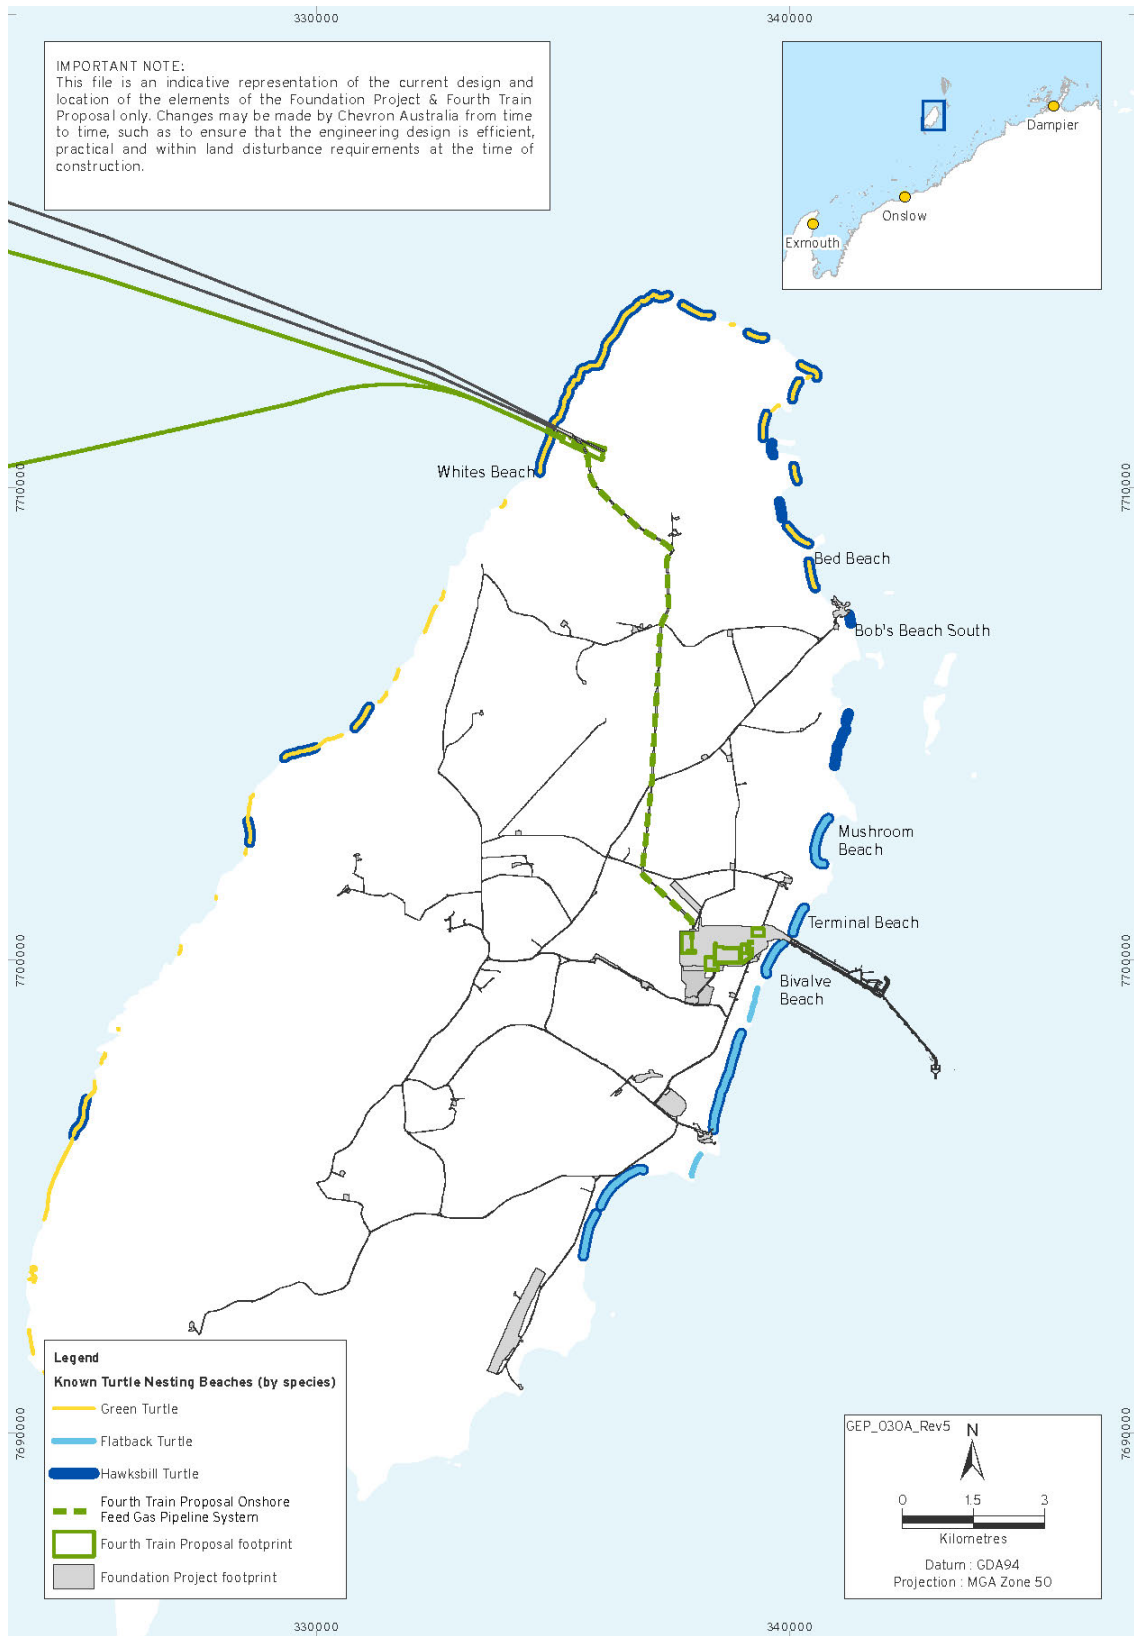 330000
340000
IMPORTANT NOTE:
This file is an indicative representation of the current design and
location of the elements of the Foundation Project & Fourth Train
Proposal only. Changes may be made by Chevron Australia from time
to time, such as to ensure that the engineering design is efficient,
practical and within land disturbance requirements at the time of
construction.
Dampier
Onslow
Exmouth
Whites Beach
7710000
7710000
Bed Beach
Bob's Beach South
Mushroom
Beach
Terminal Beach
7700000
7700000
Bivalve
Beach
Legend
Known Turtle Nesting Beaches (by species)
Green Turtle
Flatback Turtle
Hawksbill Turtle
Fourth Train Proposal Onshore
Feed Gas Pipeline System
Fourth Train Proposal footprint
Foundation Project footprint
7690000
7690000
GEP_030A_Rev5
N
0 1.5 3
Kilometres
Datum : GDA94
Projection : MGA Zone 50
330000
340000